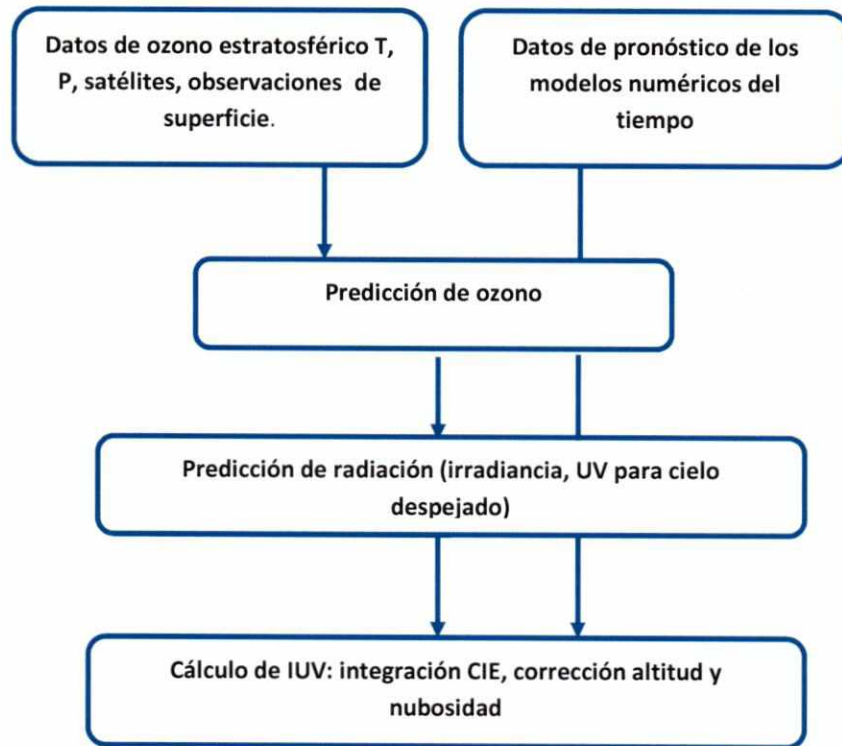 Datos de ozono estratosférico T,
P, satélites, observaciones de
superficie.
Datos de pronóstico de los
modelos numéricos del
tiempo
Predicción de ozono
Predicción de radiación (irradiancia, UV para cielo
despejado)
Cálculo de IUV: integración CIE, corrección altitud y
nubosidad